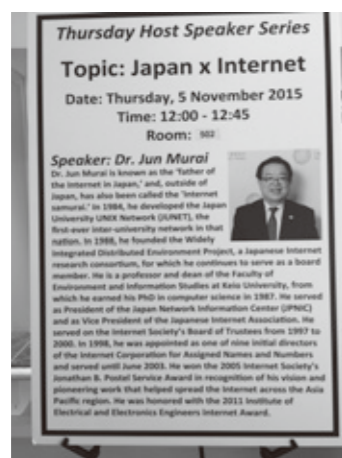 Thursday Host Speaker Series
Topic: Japan x Internet
Date: Thursday, 5 November 2015
Time: 12:00 - 12:45
Room: 502
Speaker: Dr. Jun Murai
Dr. Jun Murai is known as the 'father of
the Internet in Japan,' and, outside of
Japan, has also been called the 'Internet
samurai.' In 1984, he developed the Japan
University UNIX Network (JUNET), the
first-ever inter-university network in that
nation. In 1988, he founded the Widely
Integrated Distributed Environment Project, a Japanese Internet
research consortium, for which he continues to serve as a board
member. He is a professor and dean of the Faculty of
Environment and Information Studies at Keio University, from
which he earned his PhD in computer science in 1987. He served
as President of the Japan Network Information Center (JPNIC)
and as Vice President of the Japanese Internet Association. He
served on the Internet Society's Board of Trustees from 1997 to
2000. In 1998, he was appointed as one of nine initial directors
of the Internet Corporation for Assigned Names and Numbers
and served until June 2003. He won the 2005 Internet Society's
Jonathan B. Postel Service Award in recognition of his vision and
pioneering work that helped spread the Internet across the Asia
Pacific region. He was honored with the 2011 Institute of
Electrical and Electronics Engineers Internet Award.